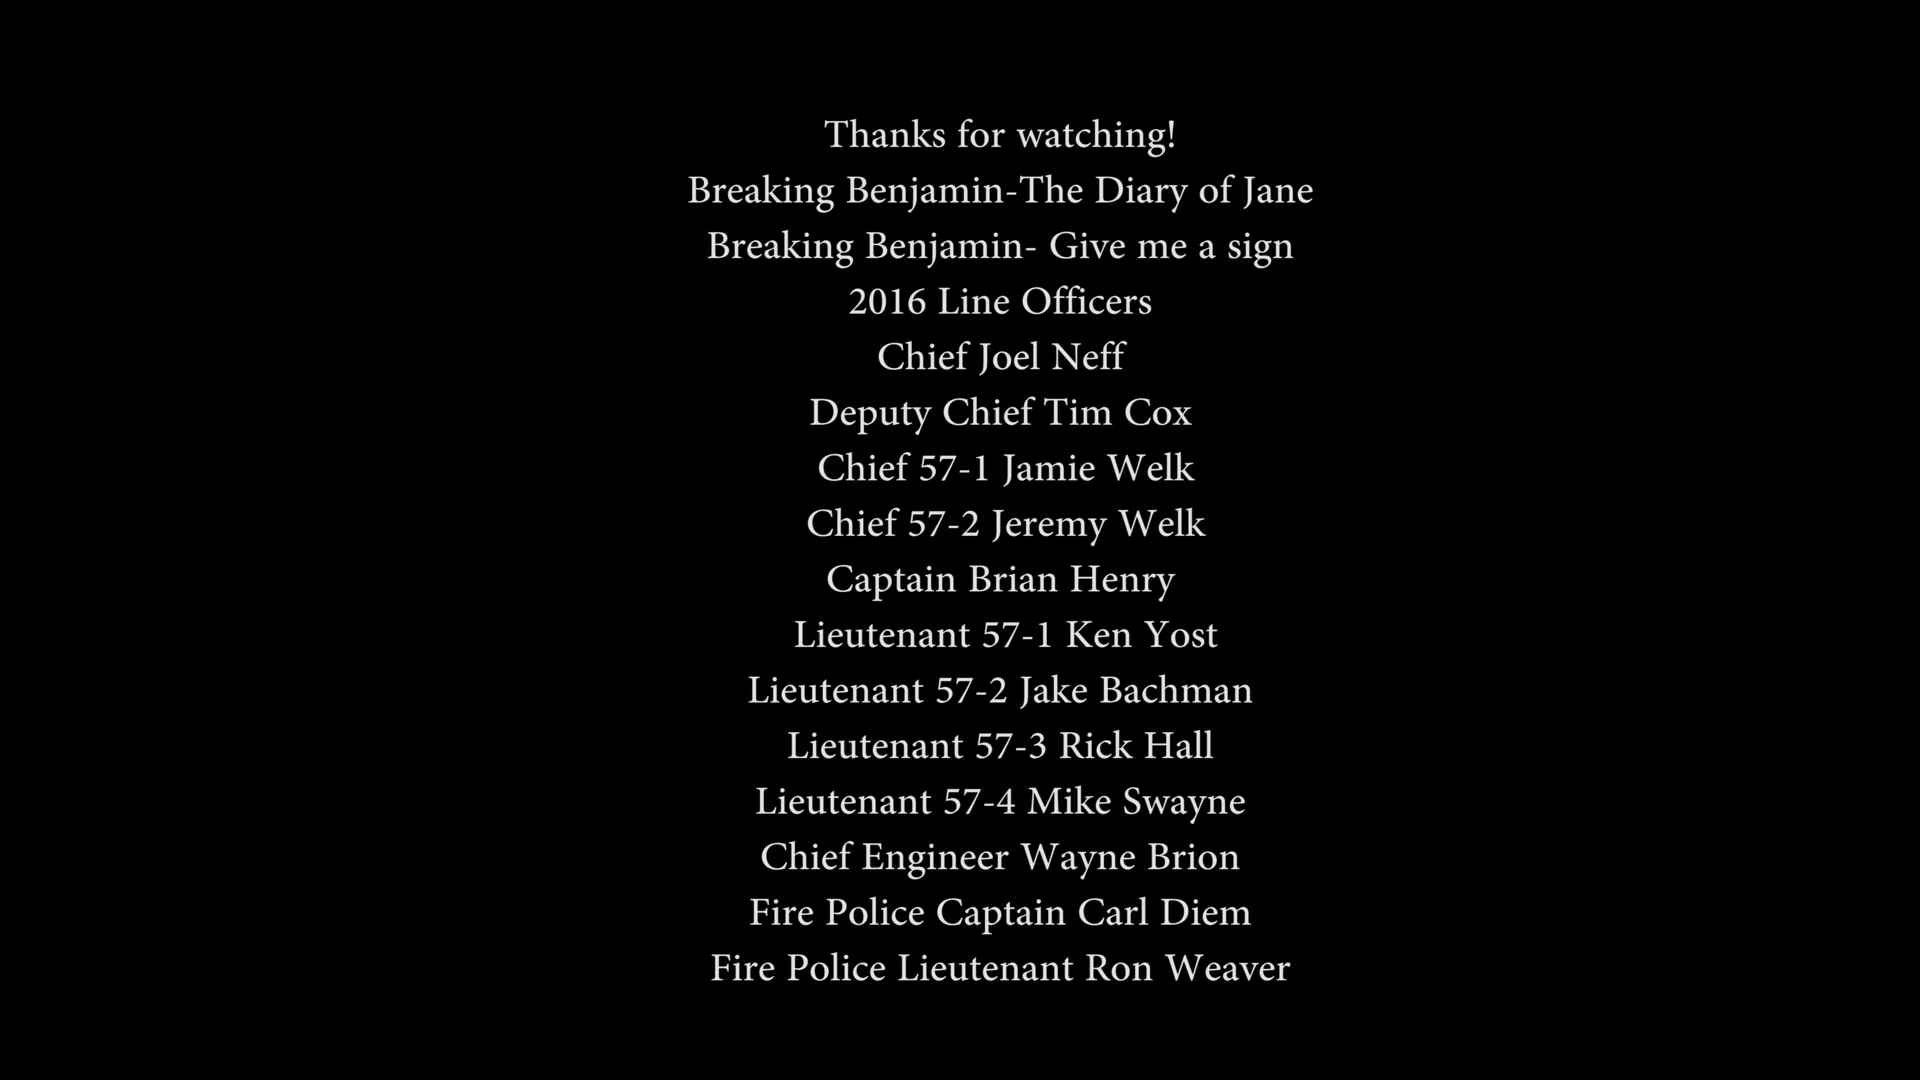 Thanks for watching!
Breaking Benjamin-The Diary of Jane
Breaking Benjamin- Give me a sign
2016 Line Officers
Chief Joel Neff
Deputy Chief Tim Cox
Chief 57-1 Jamie Welk
Chief 57-2 Jeremy Welk
Captain Brian Henry
Lieutenant 57-1 Ken Yost
Lieutenant 57-2 Jake Bachman
Lieutenant 57-3 Rick Hall
Lieutenant 57-4 Mike Swayne
Chief Engineer Wayne Brion
Fire Police Captain Carl Diem
Fire Police Lieutenant Ron Weaver